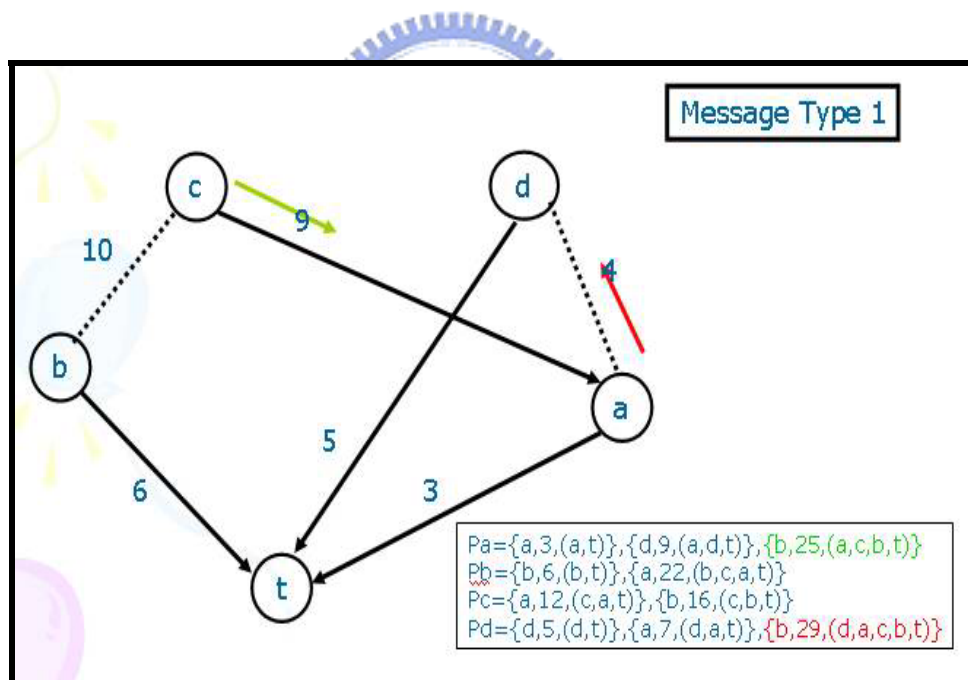 Message Type 1
c
d
9
4
10
b
a
5
6
3
t
Pa={a,3,(a,t)},{d,9,(a,d,t)},{b,25,(a,c,b,t)}
Pb={b,6,(b,t)},{a,22,(b,c,a,t)}
Pc={a,12,(c,a,t)},{b,16,(c,b,t)}
Pd={d,5,(d,t)},{a,7,(d,a,t)},{b,29,(d,a,c,b,t)}